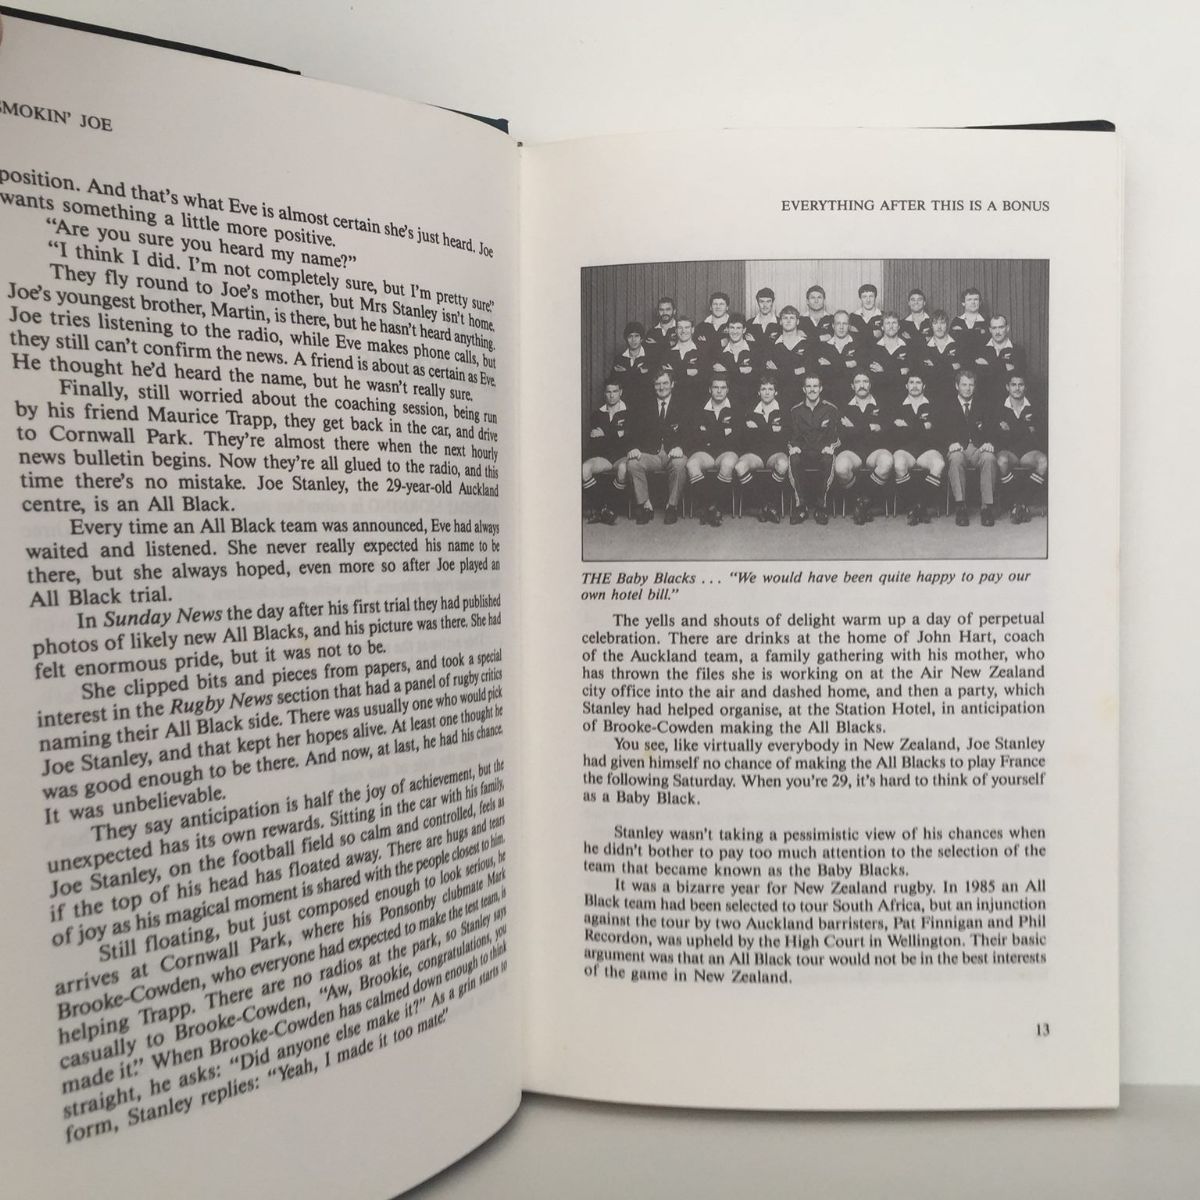 SMOKIN' JOE
position. And that's what Eve is almost certain she's just heard. Joe
wants something a little more positive.
"Are you sure you heard my name?"
"I think I did. I'm not completely sure, but I'm pretty sure."
They fly round to Joe's mother, but Mrs Stanley isn't home.
Joe's youngest brother, Martin, is there, but he hasn't heard anything.
Joe tries listening to the radio, while Eve makes phone calls, but
they still can't confirm the news. A friend is about as certain as Eve.
He thought he'd heard the name, but he wasn't really sure.
Finally, still worried about the coaching session, being run
by his friend Maurice Trapp, they get back in the car, and drive
to Cornwall Park. They're almost there when the next hourly
news bulletin begins. Now they're all glued to the radio, and this
time there's no mistake. Joe Stanley, the 29-year-old Auckland
centre, is an All Black.
Every time an All Black team was announced, Eve had always
waited and listened. She never really expected his name to be
there, but she always hoped, even more so after Joe played an
All Black trial.
In Sunday News the day after his first trial they had published
photos of likely new All Blacks, and his picture was there. She had
felt enormous pride, but it was not to be.
She clipped bits and pieces from papers, and took a special
interest in the Rugby News section that had a panel of rugby critics
naming their All Black side. There was usually one who would pick
Joe Stanley, and that kept her hopes alive. At least one thought he
was good enough to be there. And now, at last, he had his chance.
It was unbelievable.
They say anticipation is half the joy of achievement, but the
unexpected has its own rewards. Sitting in the car with his family,
Joe Stanley, on the football field so calm and controlled, feels as
if the top of his head has floated away. There are hugs and tears
of joy as his magical moment is shared with the people closest to him.
Still floating, but just composed enough to look serious, he
arrives at Cornwall Park, where his Ponsonby clubmate Mark
Brooke-Cowden, who everyone had expected to make the test team, is
helping Trapp. There are no radios at the park, so Stanley says
casually to Brooke-Cowden, "Aw, Brookie, congratulations, you
made it." When Brooke-Cowden has calmed down enough to think
straight, he asks: "Did anyone else make it?" As a grin starts to
form, Stanley replies: "Yeah, I made it too mate."
EVERYTHING AFTER THIS IS A BONUS
THE Baby Blacks . . . "We would have been quite happy to pay our
own hotel bill."
The yells and shouts of delight warm up a day of perpetual
celebration. There are drinks at the home of John Hart, coach
of the Auckland team, a family gathering with his mother, who
has thrown the files she is working on at the Air New Zealand
city office into the air and dashed home, and then a party, which
Stanley had helped organise, at the Station Hotel, in anticipation
of Brooke-Cowden making the All Blacks.
You see, like virtually everybody in New Zealand, Joe Stanley
had given himself no chance of making the All Blacks to play France
the following Saturday. When you're 29, it's hard to think of yourself
as a Baby Black.
Stanley wasn't taking a pessimistic view of his chances when
he didn't bother to pay too much attention to the selection of the
team that became known as the Baby Blacks.
It was a bizarre year for New Zealand rugby. In 1985 an All
Black team had been selected to tour South Africa, but an injunction
against the tour by two Auckland barristers, Pat Finnigan and Phil
Recordon, was upheld by the High Court in Wellington. Their basic
argument was that an All Black tour would not be in the best interests
of the game in New Zealand.
13